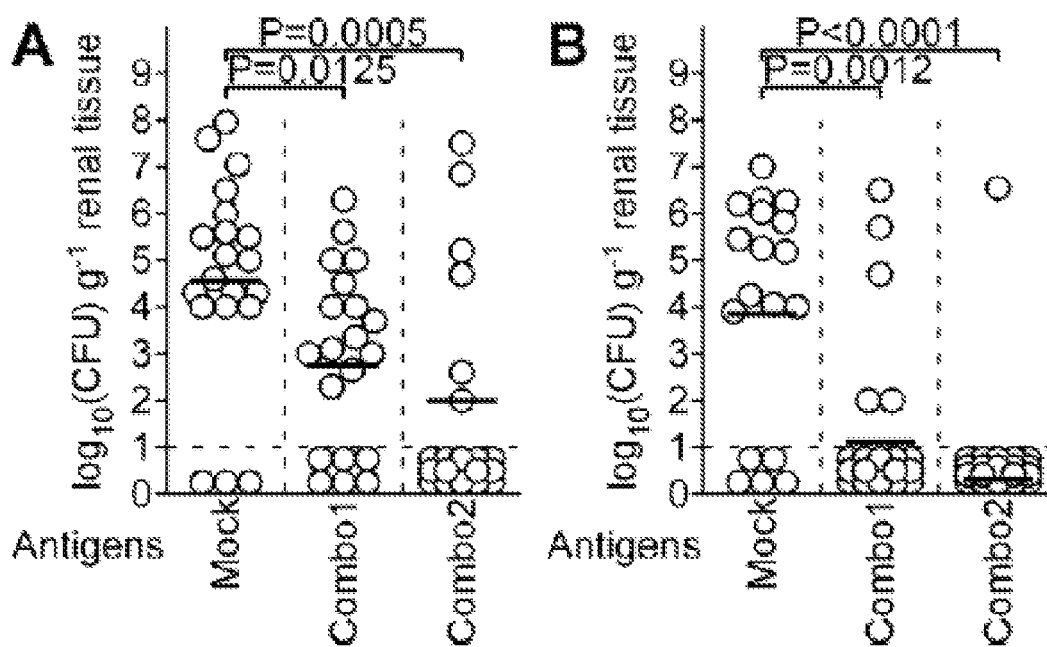 A
P=0.0005
P=0.0125
log10(CFU) g-1 renal tissue
9
8
7
6
5
4
3
2
1
0
Antigens
Mock
Combo1
Combo2
B
P<0.0001
P=0.0012
log10(CFU) g-1 renal tissue
9
8
7
6
5
4
3
2
1
0
Antigens
Mock
Combo1
Combo2